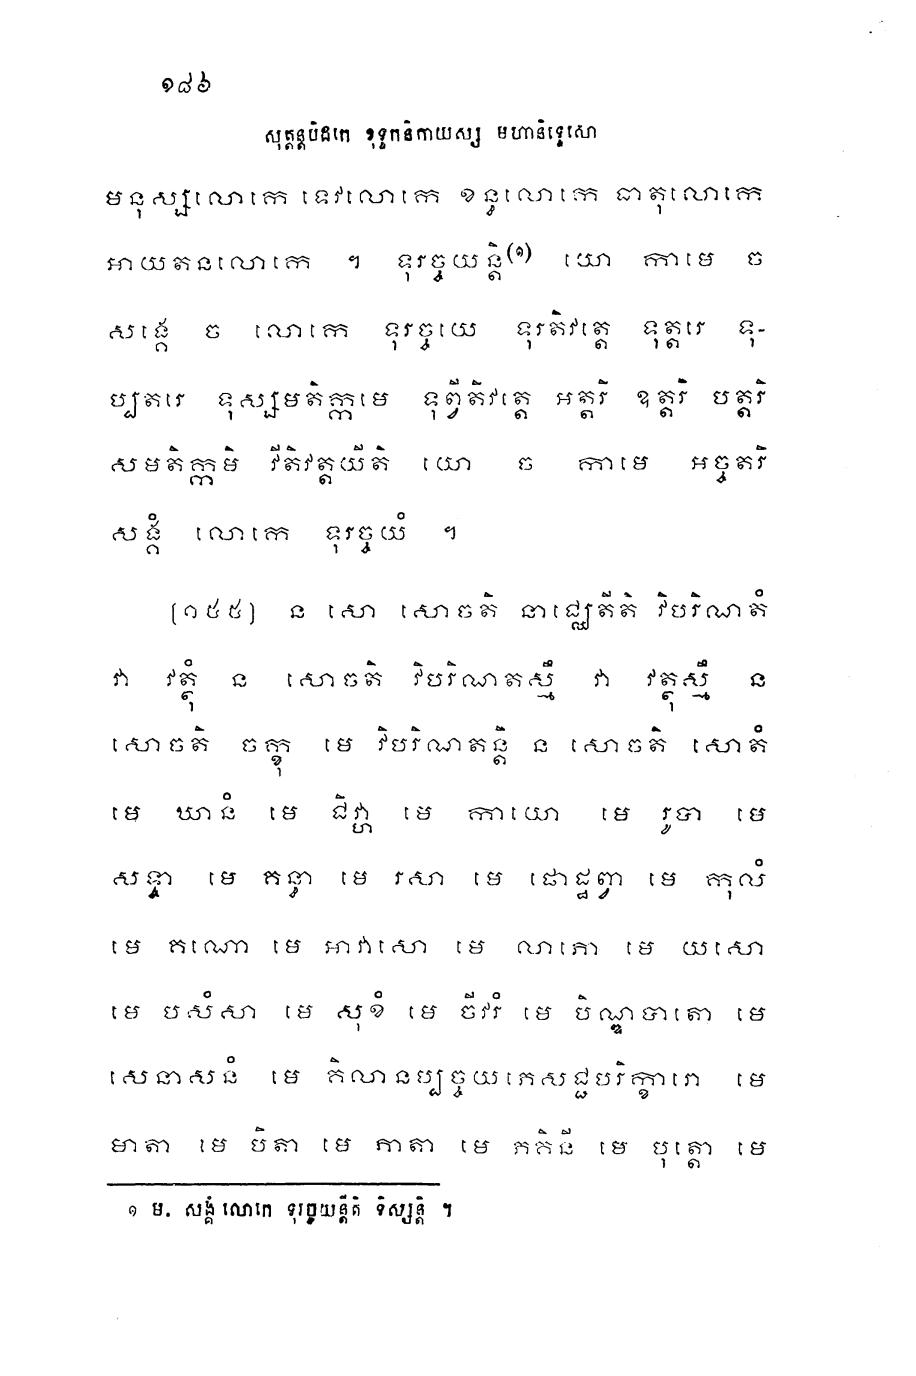 ១៨៦
សុត្តន្តបិដកេ ខុទ្ទកនិកាយស្ស មហានិទ្ទេសោ
មនុស្សលោកេ ទេវលោកេ ខន្ធលោកេ ធាតុលោកេ
អាយតនលោកេ ។ ទុរច្ចយន្តិ(១) យោ កាមេ ច
សង្គេ ច លោកេ ទុរច្ចយេ ទុរតិវត្តេ ទុត្តរេ ទុ-
ប្បតរេ ទុស្សមតិក្កមេ ទុព្វីតិវត្តេ អត្តរិ ឧត្តរិ បត្តរិ
សមតិក្កមិ វីតិវត្តយីតិ យោ ច កាមេ អច្ចតរិ
សង្គំ លោកេ ទុរច្ចយំ ។
(១៥៥) ន សោ សោចតិ នាជ្ឈេតីតិ វិបរិណតំ
វា វត្ថុំ ន សោចតិ វិបរិណតស្មឹ វា វត្ថុស្មឹ ន
សោចតិ ចក្ខុ មេ វិបរិណតន្តិ ន សោចតិ សោតំ
មេ ឃានំ មេ ជិវ្ហា មេ កាយោ មេ រូបា មេ
សទ្ទា មេ គន្ធា មេ រសា មេ ផោដ្ឋព្វា មេ កុលំ
មេ គណោ មេ អាវាសោ មេ លាភោ មេ យសោ
មេ បសំសា មេ សុខំ មេ ចីវរំ មេ បិណ្ឌបាតោ មេ
សេនាសនំ មេ គិលានប្បច្ចយភេសជ្ជបរិក្ខារោ មេ
មាតា មេ បិតា មេ ភាតា មេ ភគិនី មេ បុត្តោ មេ
១ ម. សង្គំ លោកេ ទុរច្ចយន្តីតិ ទិស្សន្តិ ។